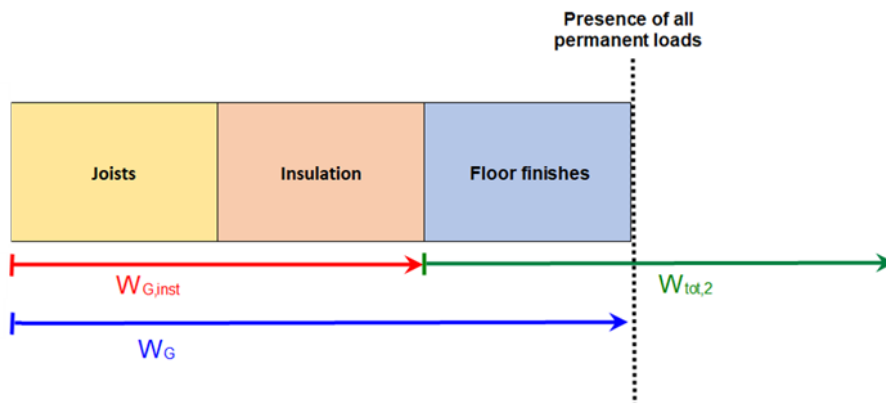 Presence of all
permanent loads
Joists
Insulation
Floor finishes
WG,inst
Wtot,2
WG